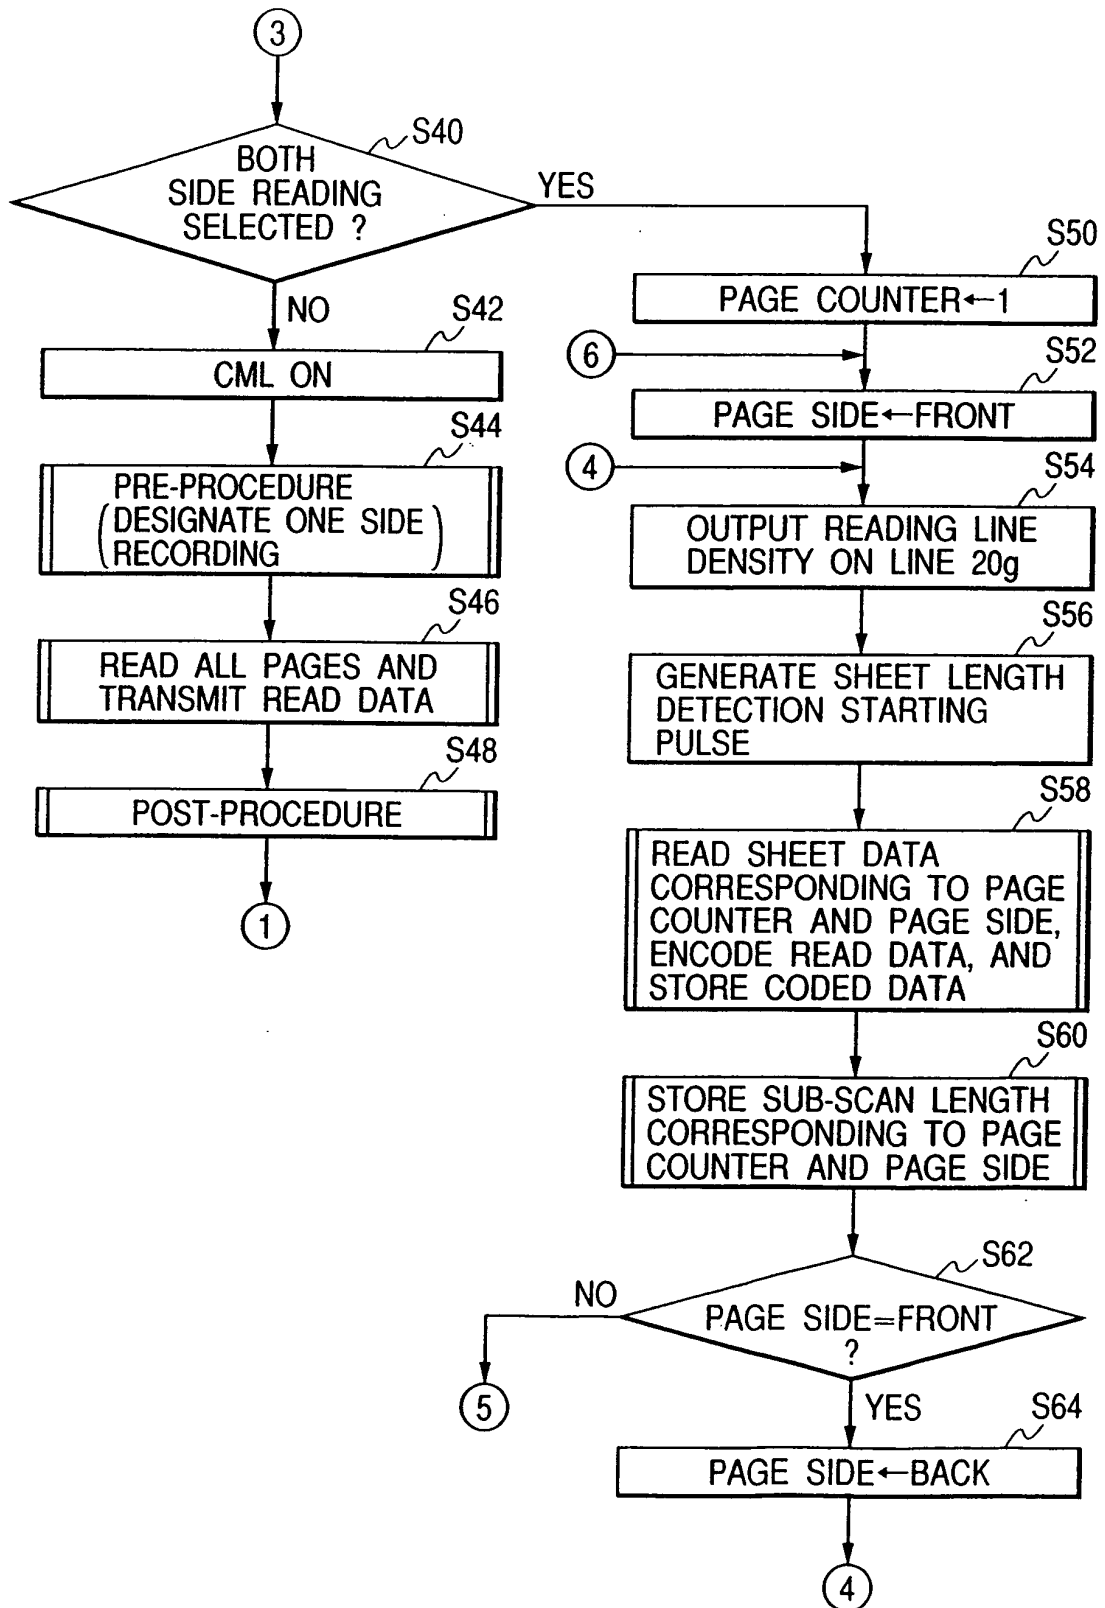 3
S40
BOTH
SIDE READING
SELECTED ?
YES
NO
S42
CML ON
S44
PRE-PROCEDURE
(DESIGNATE ONE SIDE
RECORDING)
S46
READ ALL PAGES AND
TRANSMIT READ DATA
S48
POST-PROCEDURE
1
S50
PAGE COUNTER←1
6
S52
PAGE SIDE←FRONT
4
S54
OUTPUT READING LINE
DENSITY ON LINE 20g
S56
GENERATE SHEET LENGTH
DETECTION STARTING
PULSE
S58
READ SHEET DATA
CORRESPONDING TO PAGE
COUNTER AND PAGE SIDE,
ENCODE READ DATA, AND
STORE CODED DATA
S60
STORE SUB-SCAN LENGTH
CORRESPONDING TO PAGE
COUNTER AND PAGE SIDE
S62
PAGE SIDE=FRONT
?
NO
5
YES
S64
PAGE SIDE←BACK
4